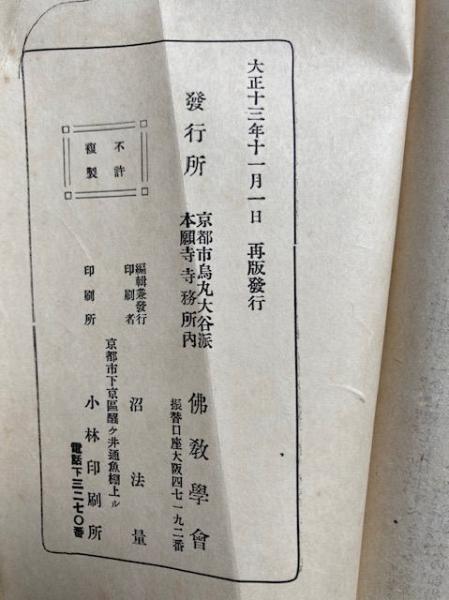 大正十三年十一月一日 再版發行
發行所
京都市烏丸大谷派
本願寺寺務所內
佛教學會
振替口座大阪四七一九二番
不許
複製
編輯兼發行
印刷者
沼法量
京都市下京區醒ケ井通魚棚上ル
印刷所
小林印刷所
電話下三二七〇番